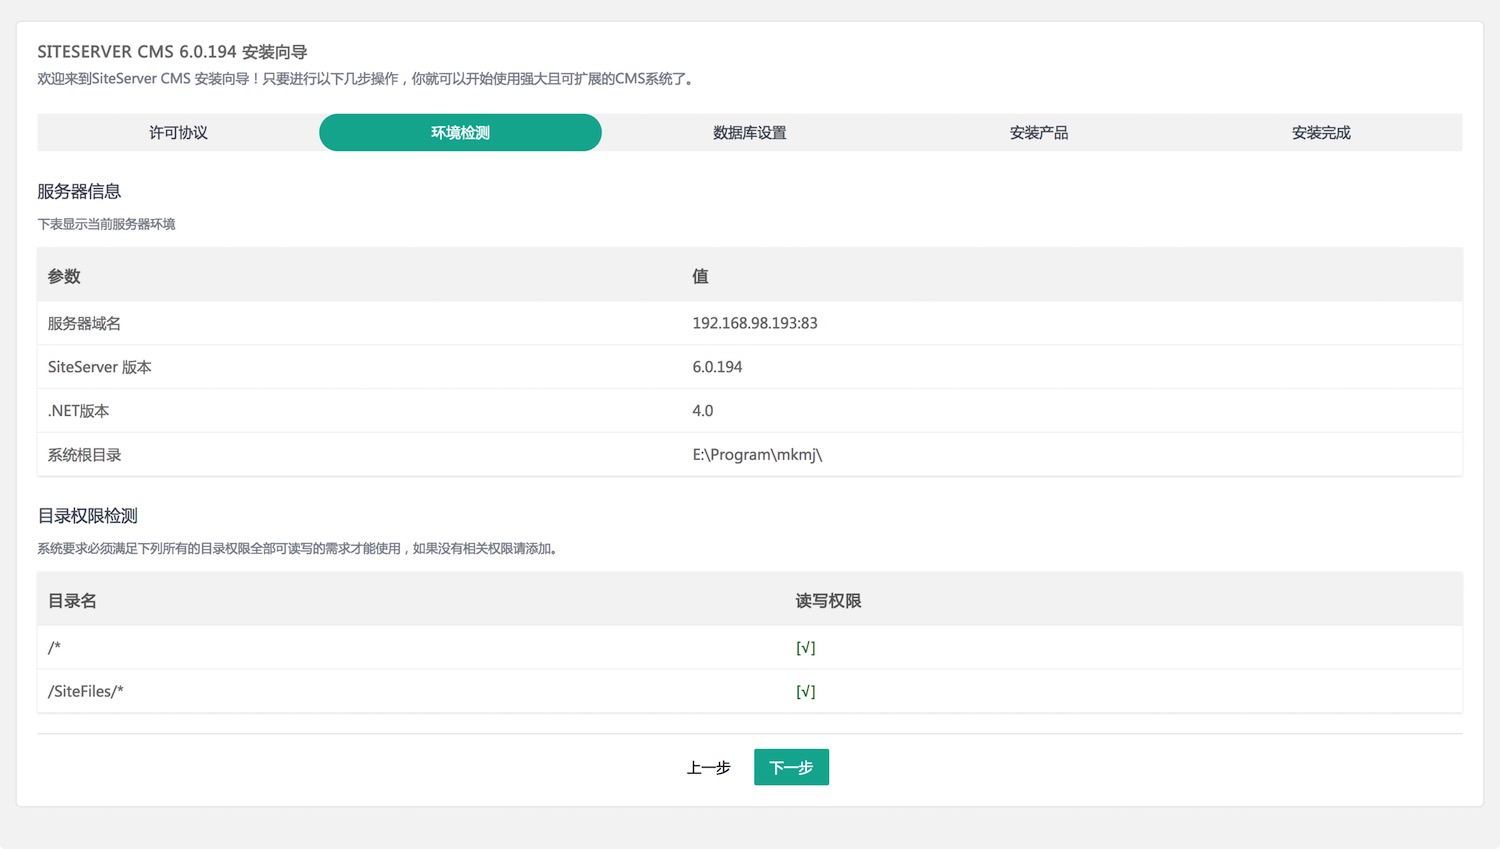 SITESERVER CMS 6.0.194 安装向导
欢迎来到SiteServer CMS 安装向导！只要进行以下几步操作，你就可以开始使用强大且可扩展的CMS系统了。
许可协议 环境检测 数据库设置 安装产品 安装完成
服务器信息
下表显示当前服务器环境
参数 值
服务器域名 192.168.98.193:83
SiteServer 版本 6.0.194
.NET版本 4.0
系统根目录 E:\Program\mkmj\
目录权限检测
系统要求必须满足下列所有的目录权限全部可读写的需求才能使用，如果没有相关权限请添加。
目录名 读写权限
/* [√]
/SiteFiles/* [√]
上一步 下一步